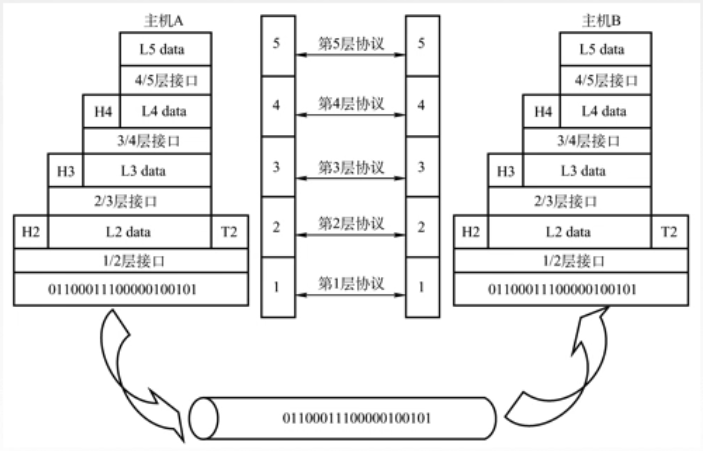 主机A
主机B
L5 data
5
第5层协议
5
L5 data
4/5层接口
4/5层接口
H4
L4 data
4
第4层协议
4
H4
L4 data
3/4层接口
3/4层接口
H3
L3 data
3
第3层协议
3
H3
L3 data
2/3层接口
2/3层接口
H2
L2 data
T2
2
第2层协议
2
H2
L2 data
T2
1/2层接口
1/2层接口
01100011100000100101
1
第1层协议
1
01100011100000100101
01100011100000100101